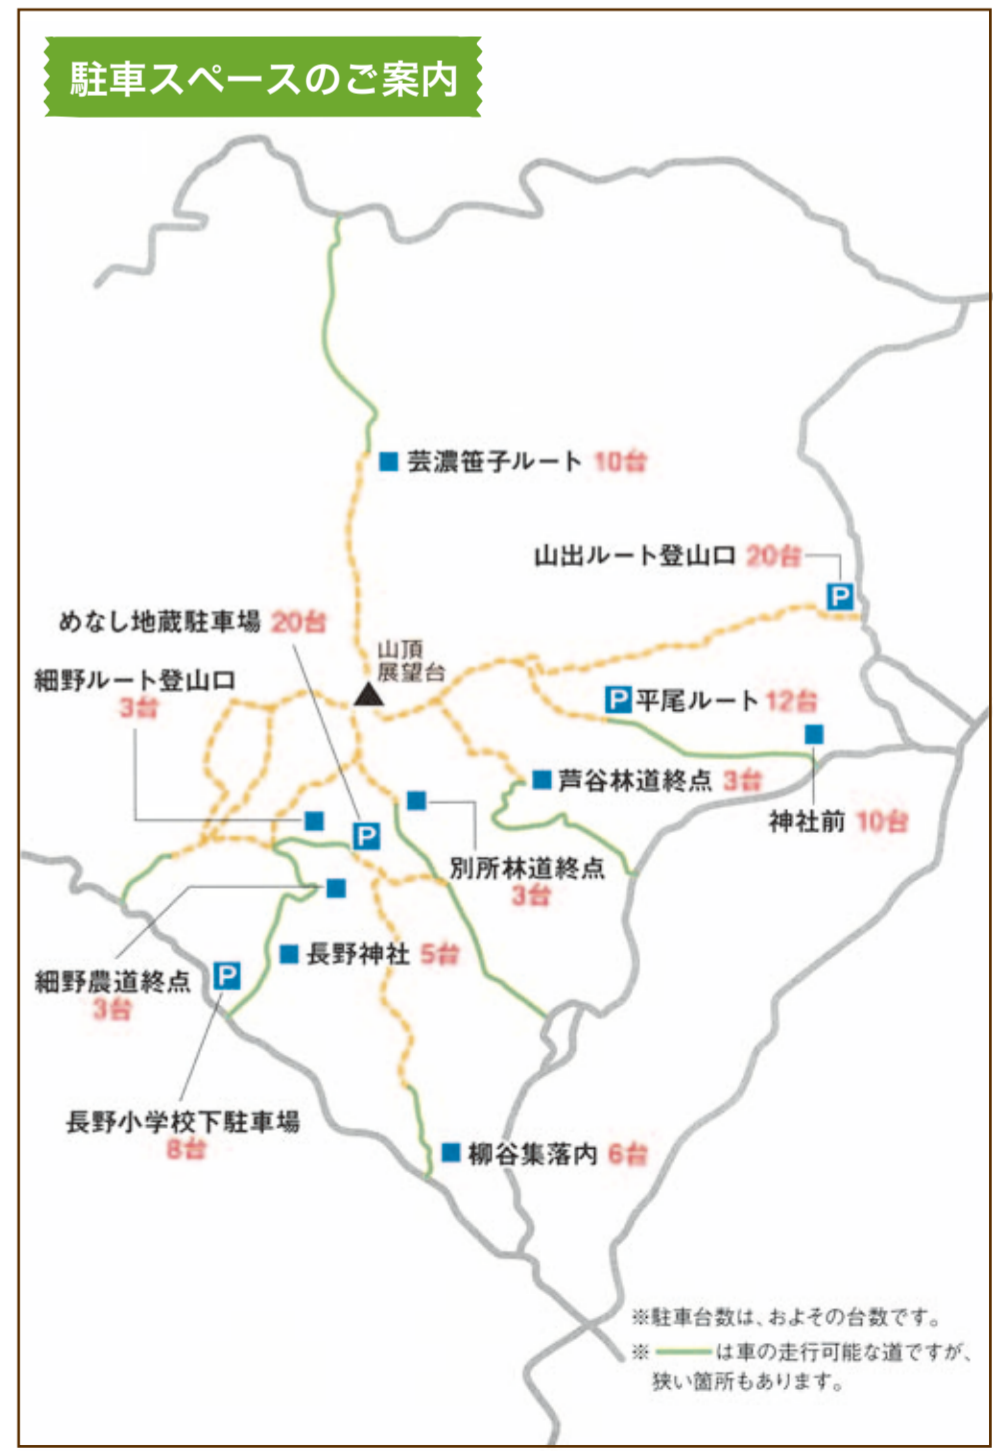 駐車スペースのご案内
芸濃笹子ルート 10台
山出ルート登山口 20台
P
めなし地蔵駐車場 20台
山頂
展望台
細野ルート登山口
3台
P 平尾ルート 12台
芦谷林道終点 3台
神社前 10台
P
別所林道終点
3台
長野神社 5台
細野農道終点
3台
P
長野小学校下駐車場
8台
柳谷集落内 6台
※駐車台数は、およその台数です。
※ は車の走行可能な道ですが、
狭い箇所もあります。